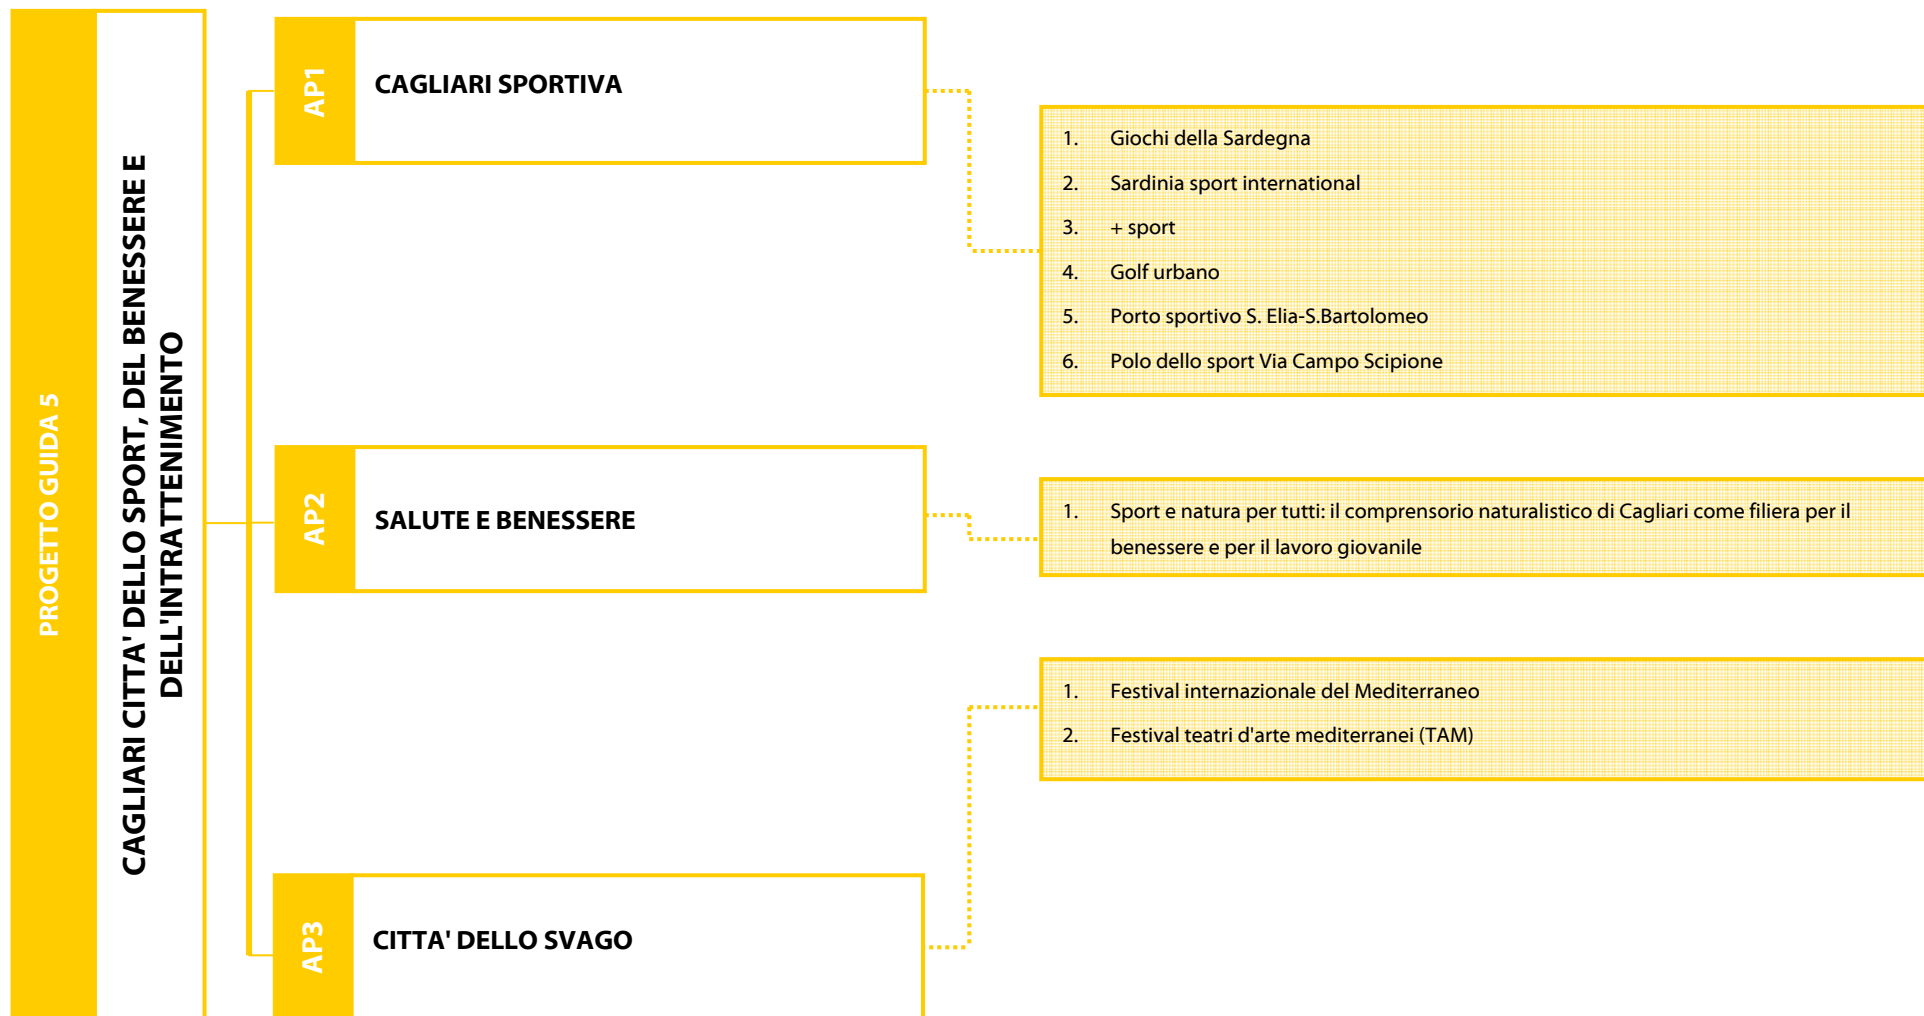 PROGETTO GUIDA 5
CAGLIARI CITTA' DELLO SPORT, DEL BENESSERE E
DELL'INTRATTENIMENTO
AP1
CAGLIARI SPORTIVA
1. Giochi della Sardegna
2. Sardinia sport international
3. + sport
4. Golf urbano
5. Porto sportivo S. Elia-S.Bartolomeo
6. Polo dello sport Via Campo Scipione
AP2
SALUTE E BENESSERE
1. Sport e natura per tutti: il comprensorio naturalistico di Cagliari come filiera per il
benessere e per il lavoro giovanile
AP3
CITTA' DELLO SVAGO
1. Festival internazionale del Mediterraneo
2. Festival teatri d'arte mediterranei (TAM)